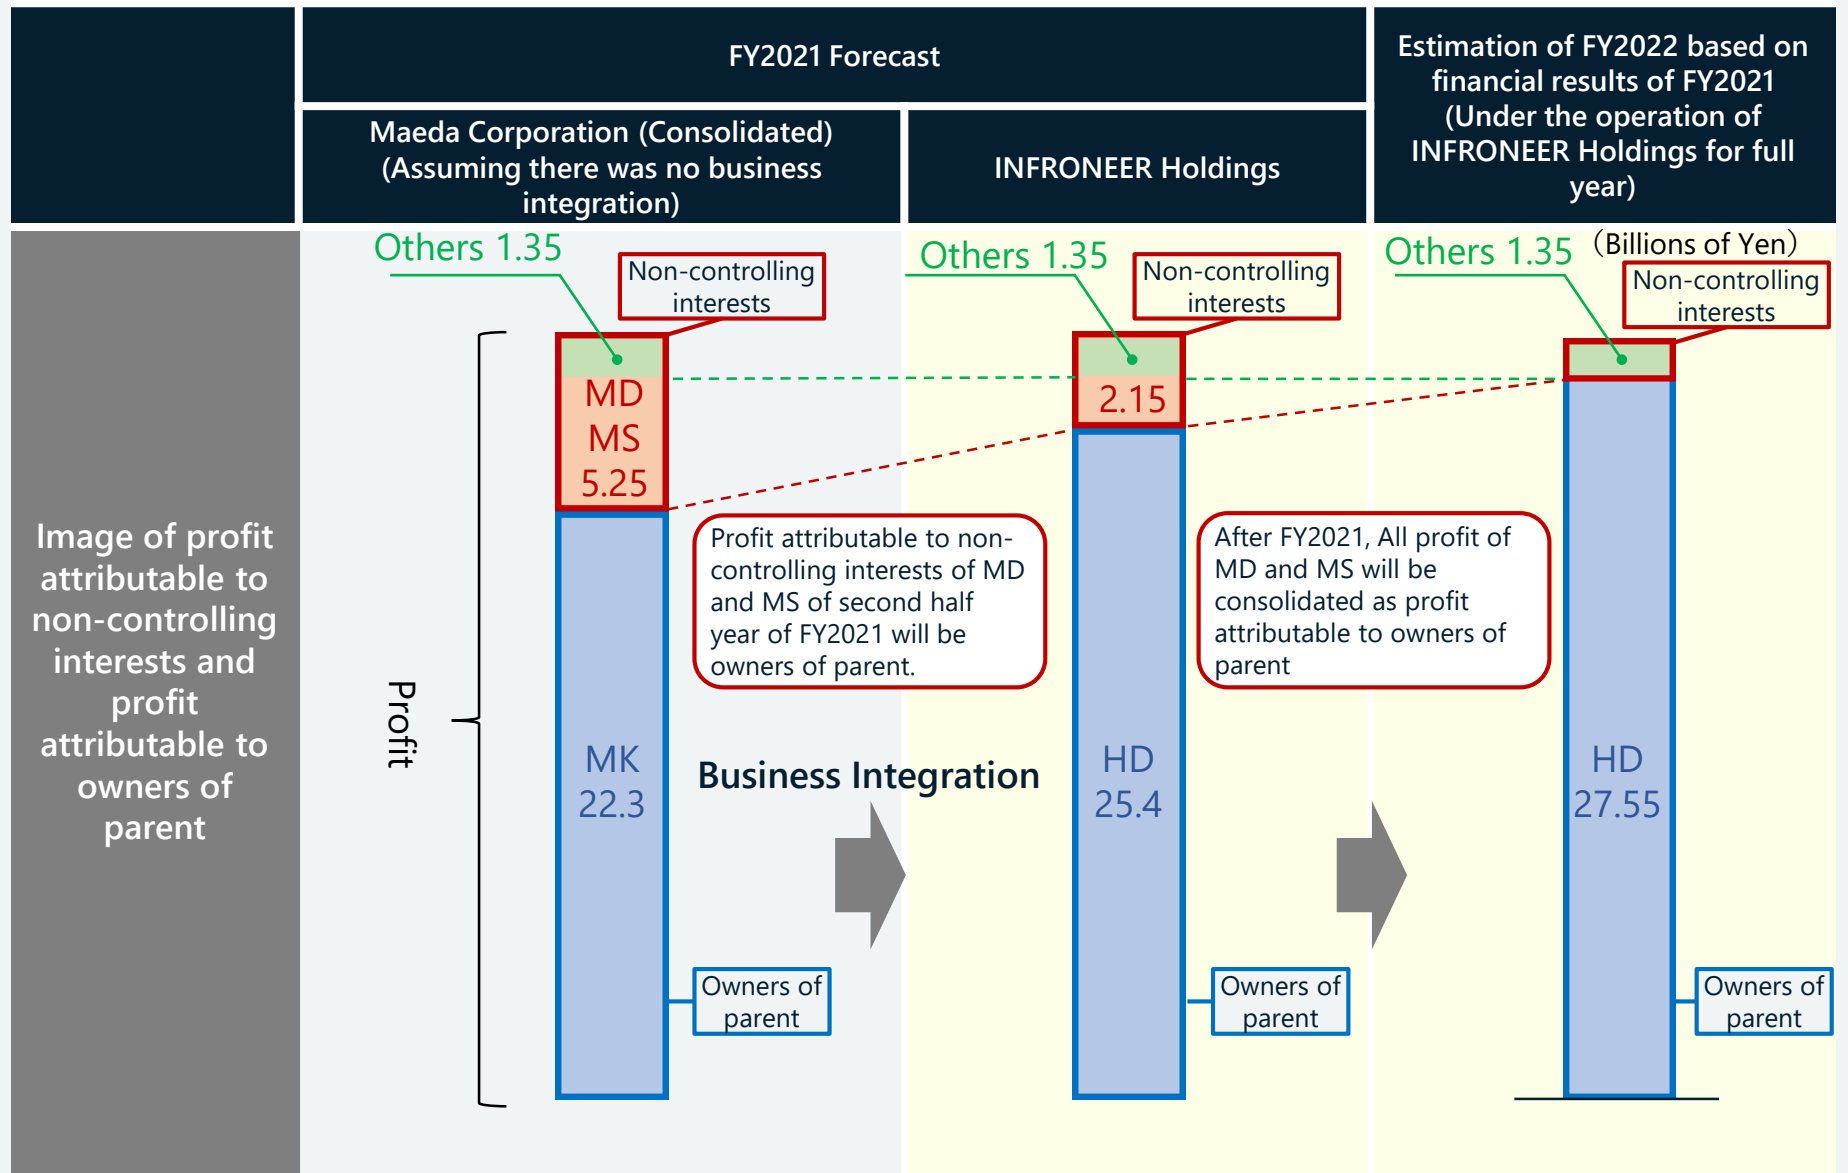 FY2021 Forecast
Estimation of FY2022 based on
financial results of FY2021
(Under the operation of
INFRONEER Holdings for full
year)
Maeda Corporation (Consolidated)
(Assuming there was no business
integration)
INFRONEER Holdings
Image of profit
attributable to
non-controlling
interests and
profit
attributable to
owners of
parent
Others 1.35
Non-controlling
interests
MD
MS
5.25
Profit
MK
22.3
Owners of
parent
Profit attributable to non-
controlling interests of MD
and MS of second half
year of FY2021 will be
owners of parent.
Business Integration
Others 1.35
Non-controlling
interests
2.15
HD
25.4
Owners of
parent
After FY2021, All profit of
MD and MS will be
consolidated as profit
attributable to owners of
parent
Others 1.35
（Billions of Yen）
Non-controlling
interests
HD
27.55
Owners of
parent